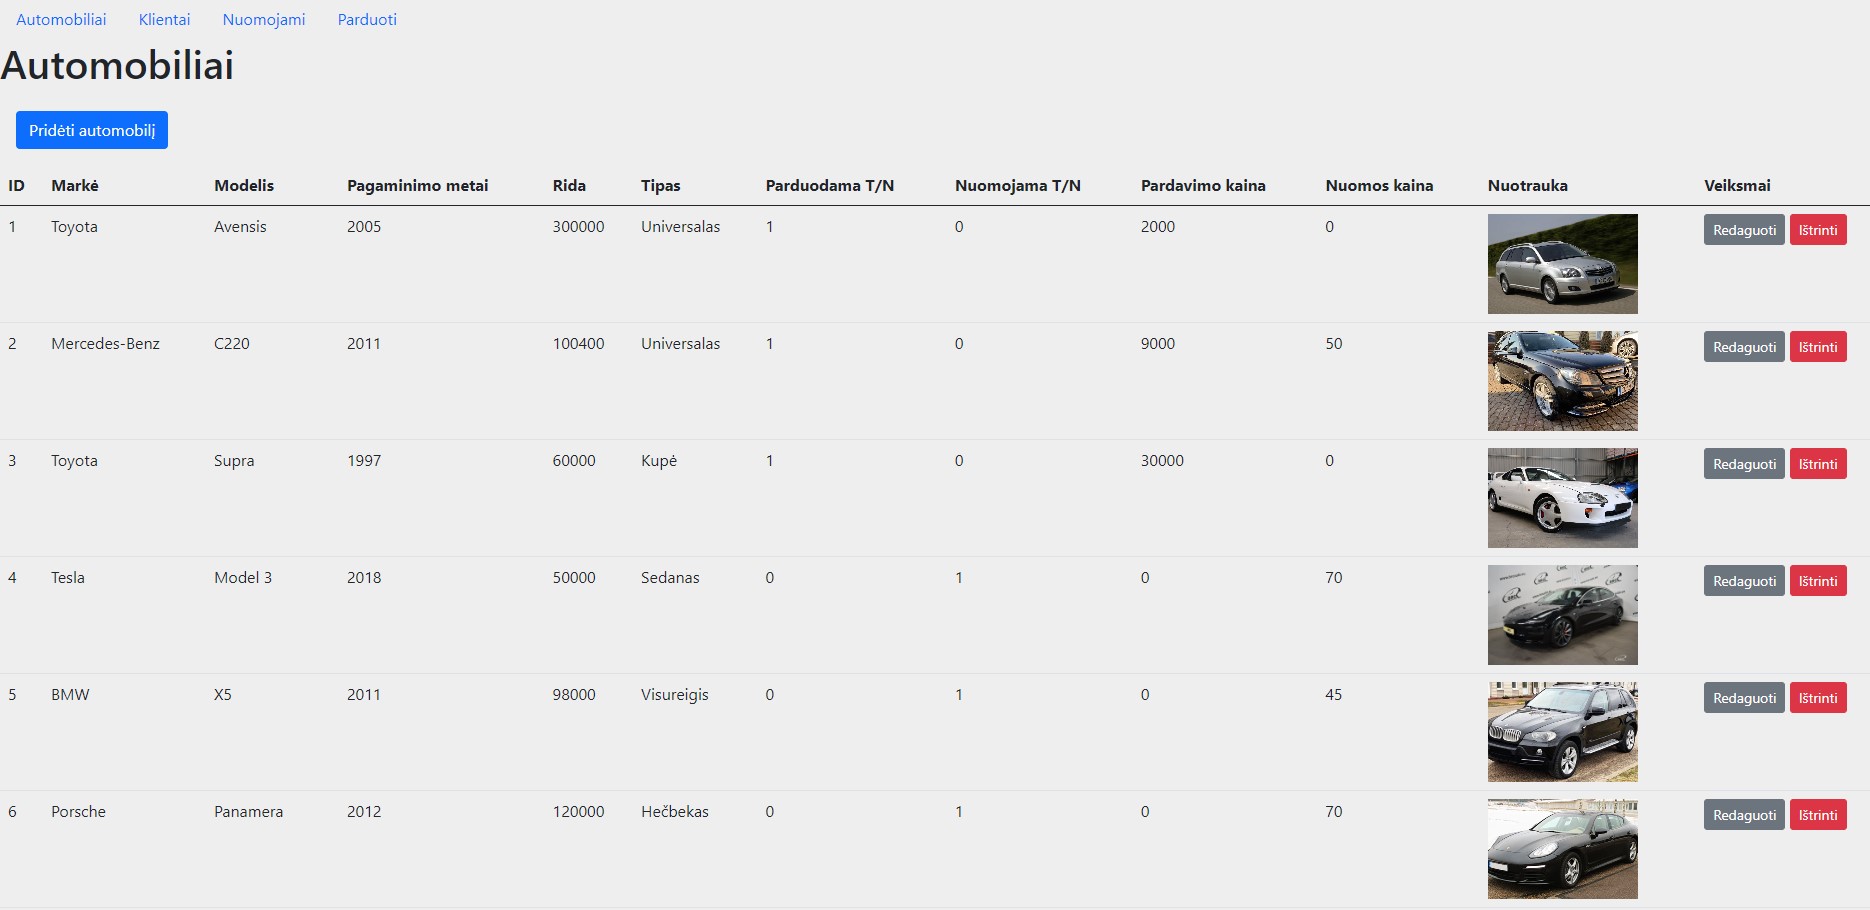 Automobiliai Klientai Nuomojami Parduoti
Automobiliai
Pridėti automobilį
ID Markė Modelis Pagaminimo metai Rida Tipas Parduodama T/N Nuomojama T/N Pardavimo kaina Nuomos kaina Nuotrauka Veiksmai
1 Toyota Avensis 2005 300000 Universalas 1 0 2000 0 Redaguoti Ištrinti
2 Mercedes-Benz C220 2011 100400 Universalas 1 0 9000 50 Redaguoti Ištrinti
3 Toyota Supra 1997 60000 Kupė 1 0 30000 0 Redaguoti Ištrinti
4 Tesla Model 3 2018 50000 Sedanas 0 1 0 70 Redaguoti Ištrinti
5 BMW X5 2011 98000 Visureigis 0 1 0 45 Redaguoti Ištrinti
6 Porsche Panamera 2012 120000 Hečbekas 0 1 0 70 Redaguoti Ištrinti